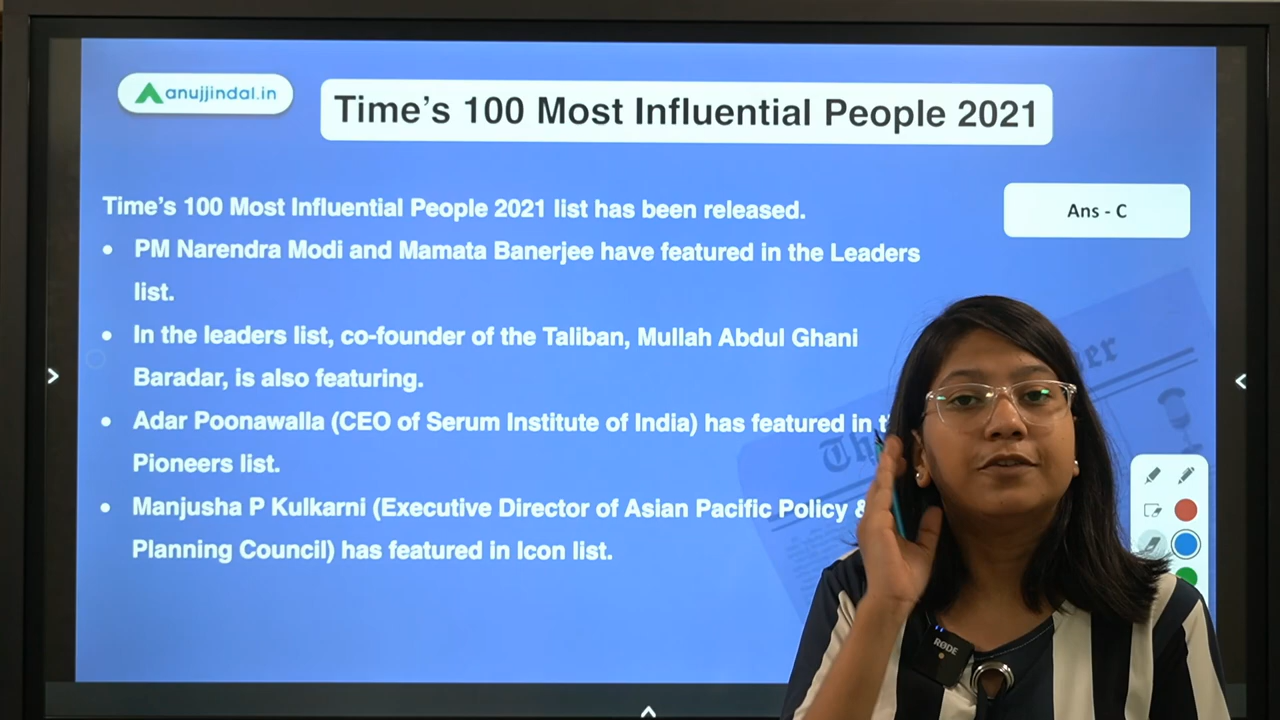 anujjindal.in
Time’s 100 Most Influential People 2021
Time’s 100 Most Influential People 2021 list has been released.
Ans - C
• PM Narendra Modi and Mamata Banerjee have featured in the Leaders
list.
• In the leaders list, co-founder of the Taliban, Mullah Abdul Ghani
Baradar, is also featuring.
• Adar Poonawalla (CEO of Serum Institute of India) has featured in
Pioneers list.
• Manjusha P Kulkarni (Executive Director of Asian Pacific Policy &
Planning Council) has featured in Icon list.
RØDE